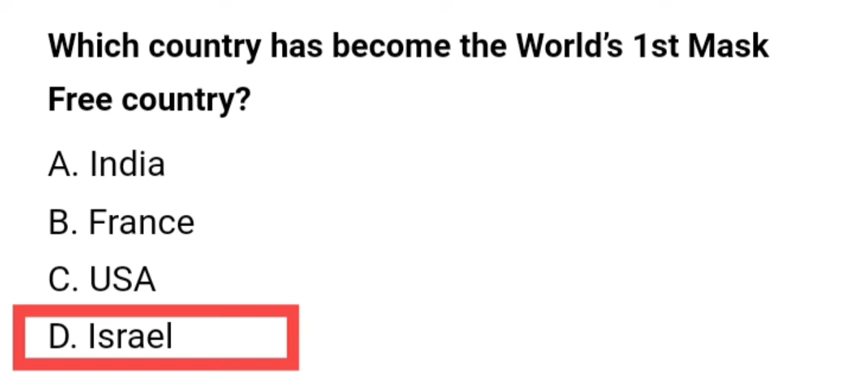 Which country has become the World's 1st Mask
Free country?
A. India
B. France
C. USA
D. Israel